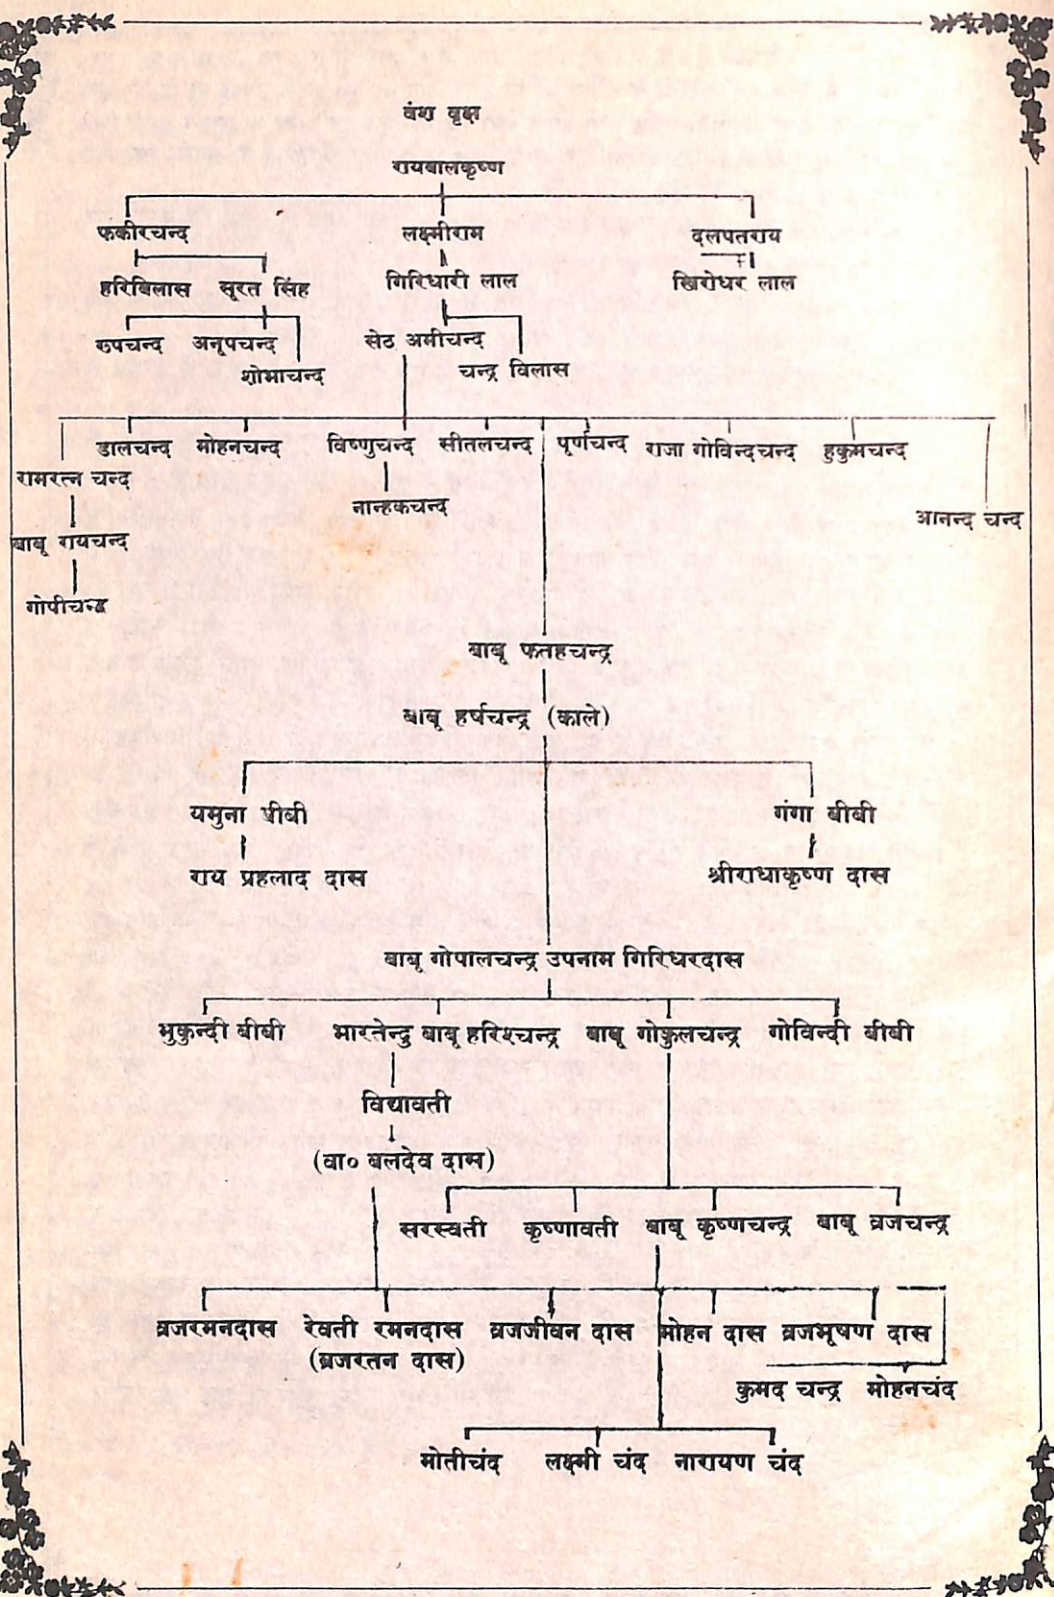 वंश वृक्ष
रायबालकृष्ण
फकीरचन्द लक्ष्मीराम दलपतराय
हरिविलास सूरत सिंह गिरिधारी लाल खिरोधर लाल
रुपचन्द अनूपचन्द सेठ अमीचन्द
शोभाचन्द चन्द्र विलास
डालचन्द मोहनचन्द विष्णुचन्द सीतलचन्द पूर्णचन्द राजा गोविन्दचन्द हुकुमचन्द
रामरत्न चन्द
नान्हकचन्द
आनन्द चन्द
बाबू रायचन्द
गोपीचन्द
बाबू फतहचन्द्र
बाबू हर्षचन्द्र (काले)
यमुना बीबी गंगा बीबी
राय प्रहलाद दास श्रीराधाकृष्ण दास
बाबू गोपालचन्द्र उपनाम गिरिधरदास
मुकुन्दी बीबी भारतेन्दु बाबू हरिश्चन्द्र बाबू गोकुलचन्द्र गोविन्दी बीबी
विद्यावती
(वा० बलदेव दास)
सरस्वती कृष्णावती बाबू कृष्णचन्द्र बाबू व्रजचन्द्र
व्रजरमनदास रेवती रमनदास व्रजजीवन दास मोहन दास व्रजभूषण दास
(व्रजरतन दास)
कुमद चन्द्र मोहनचंद
मोतीचंद लक्ष्मी चंद नारायण चंद